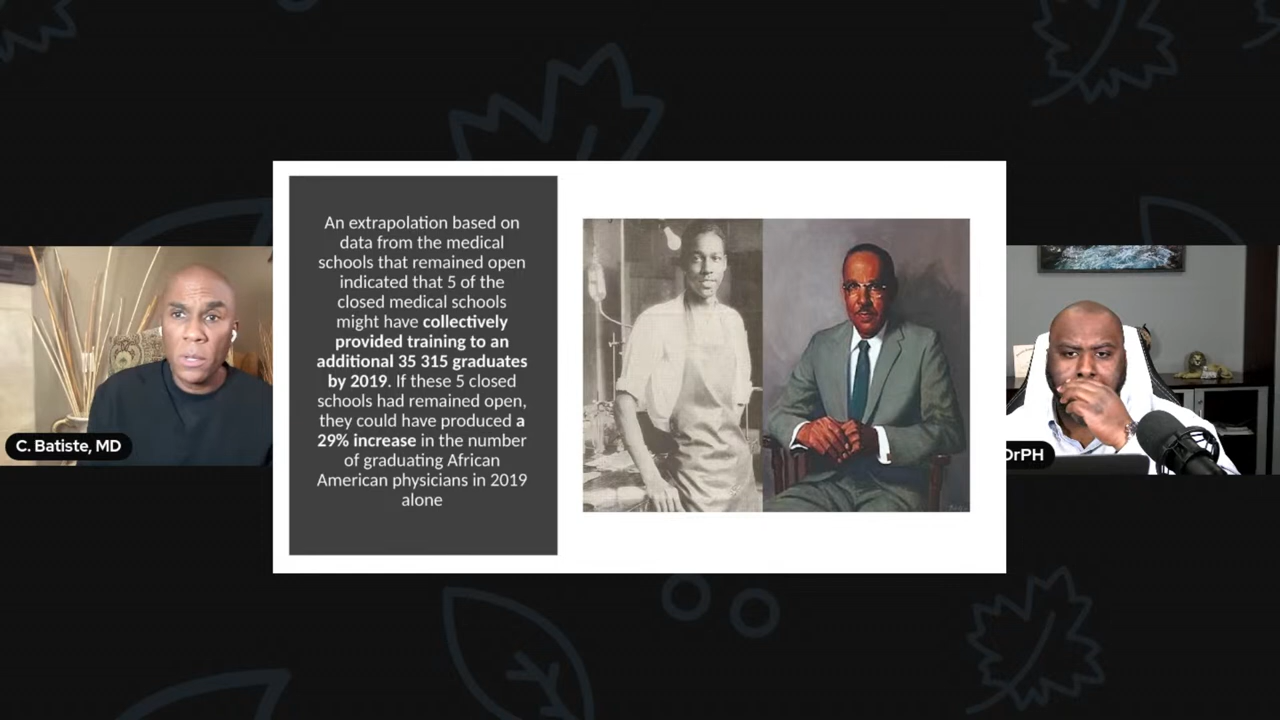 An extrapolation based on
data from the medical
schools that remained open
indicated that 5 of the
closed medical schools
might have collectively
provided training to an
additional 35 315 graduates
by 2019. If these 5 closed
schools had remained open,
they could have produced a
29% increase in the number
of graduating African
American physicians in 2019
alone
C. Batiste, MD
DrPH